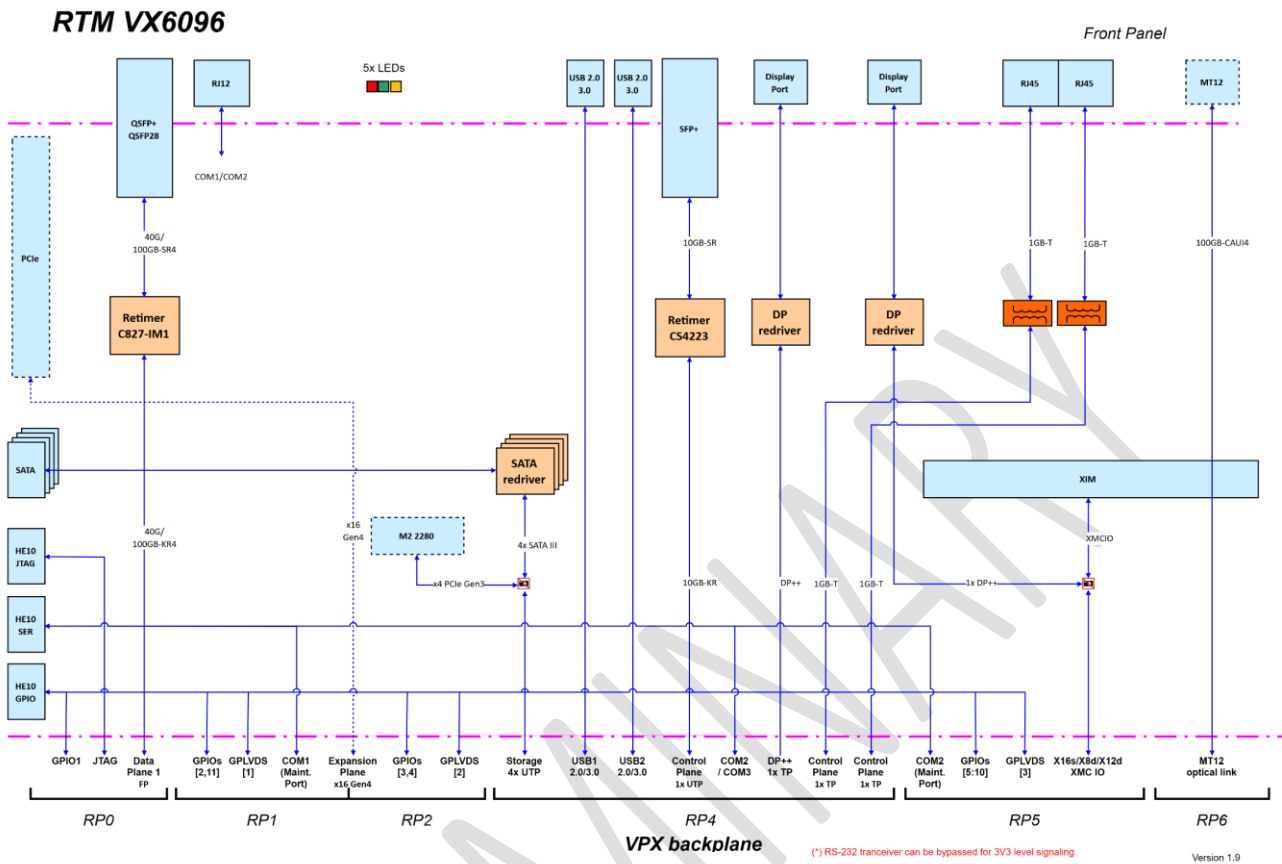 RTM VX6096
Front Panel
5x LEDs
QSFP+
QSFP28
RJ12
USB 2.0
3.0
USB 2.0
3.0
SFP+
Display
Port
Display
Port
RJ45
RJ45
MT12
COM1/COM2
PCIe
40G/
100GB-SR4
10GB-SR
1GB-T
1GB-T
100GB-CAUI4
Retimer
C827-IM1
Retimer
CS4223
DP
redriver
DP
redriver
SATA
SATA
redriver
XIM
x16
Gen4
M2 2280
4x SATA III
XMCIO
HE10
JTAG
40G/
100GB-KR4
x4 PCIe Gen3
10GB-KR
DP++
1GB-T
1GB-T
1x DP++
HE10
SER
HE10
GPIO
MINARY
GPIO1
JTAG
Data
Plane 1
FP
GPIOs
[2,11]
GPLVDS
[1]
COM1
(Maint.
Port)
Expansion
Plane
x16 Gen4
GPIOs
[3,4]
GPLVDS
[2]
Storage
4x UTP
USB1
2.0/3.0
USB2
2.0/3.0
Control
Plane
1x UTP
COM2
/ COM3
DP++
1x TP
Control
Plane
1x TP
Control
Plane
1x TP
COM2
(Maint.
Port)
GPIOs
[5:10]
GPLVDS
[3]
X16s/X8d/X12d
XMC IO
MT12
optical link
RP0
RP1
RP2
RP4
RP5
RP6
VPX backplane
(*) RS-232 tranceiver can be bypassed for 3V3 level signaling
Version 1.9